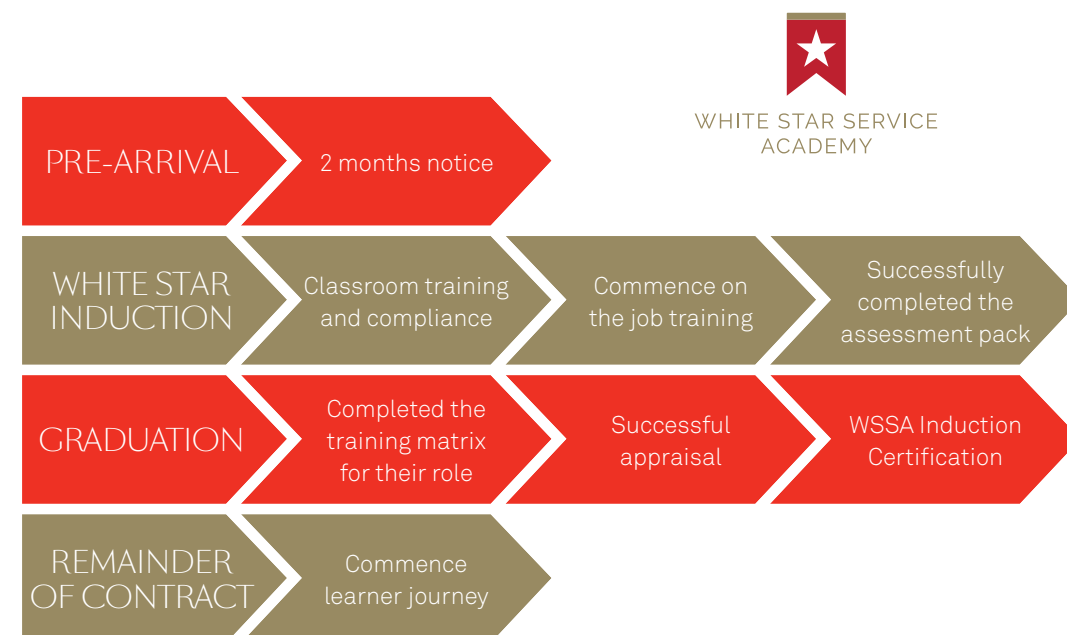 WHITE STAR SERVICE
ACADEMY
PRE-ARRIVAL
2 months notice
WHITE STAR
INDUCTION
Classroom training
and compliance
Commence on
the job training
Successfully
completed the
assessment pack
GRADUATION
Completed the
training matrix
for their role
Successful
appraisal
WSSA Induction
Certification
REMAINDER
OF CONTRACT
Commence
learner journey